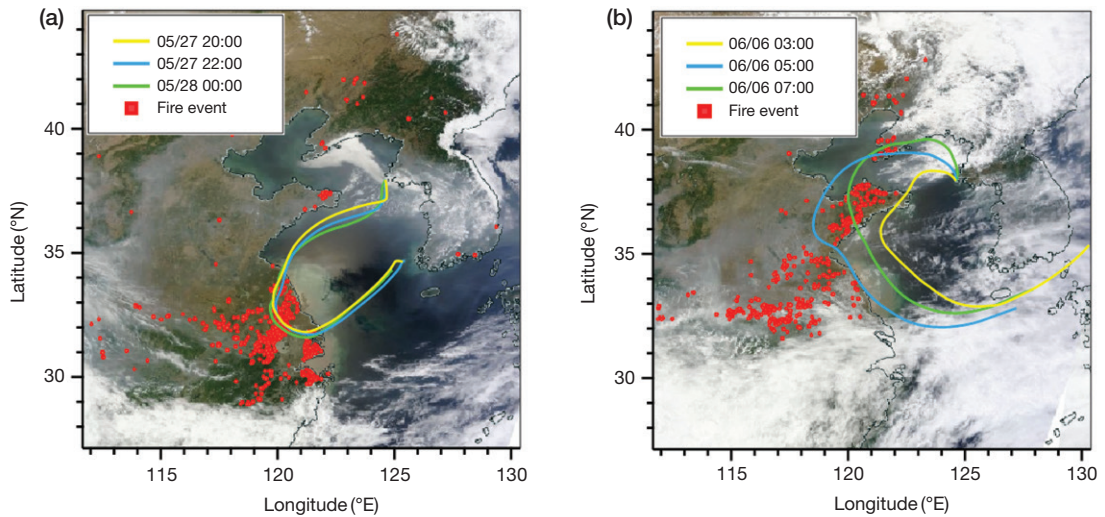 (a)
05/27 20:00
05/27 22:00
05/28 00:00
Fire event
40
35
30
Latitude (°N)
115
120
125
130
Longitude (°E)
(b)
06/06 03:00
06/06 05:00
06/06 07:00
Fire event
40
35
30
Latitude (°N)
115
120
125
130
Longitude (°E)